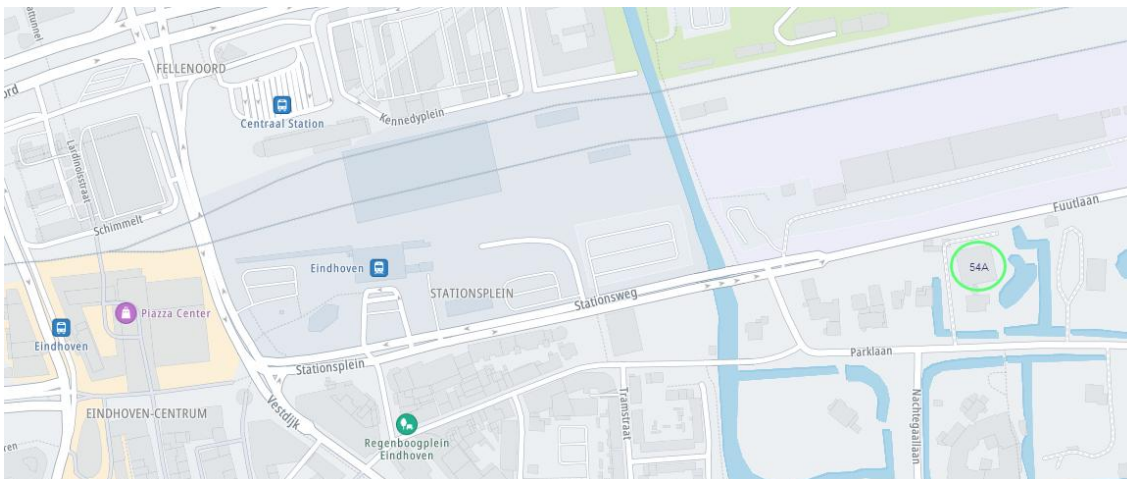 FELLENOORD
Centraal Station
Kennedyplein
Lardinoisstraat
Schimmelt
Fuutlaan
54A
Eindhoven
STATIONSPLEIN
Stationsweg
Piazza Center
Eindhoven
Stationsplein
Parklaan
EINDHOVEN-CENTRUM
Vestdijk
Regenboogplein
Eindhoven
Tramstraat
Nachtegaallaan